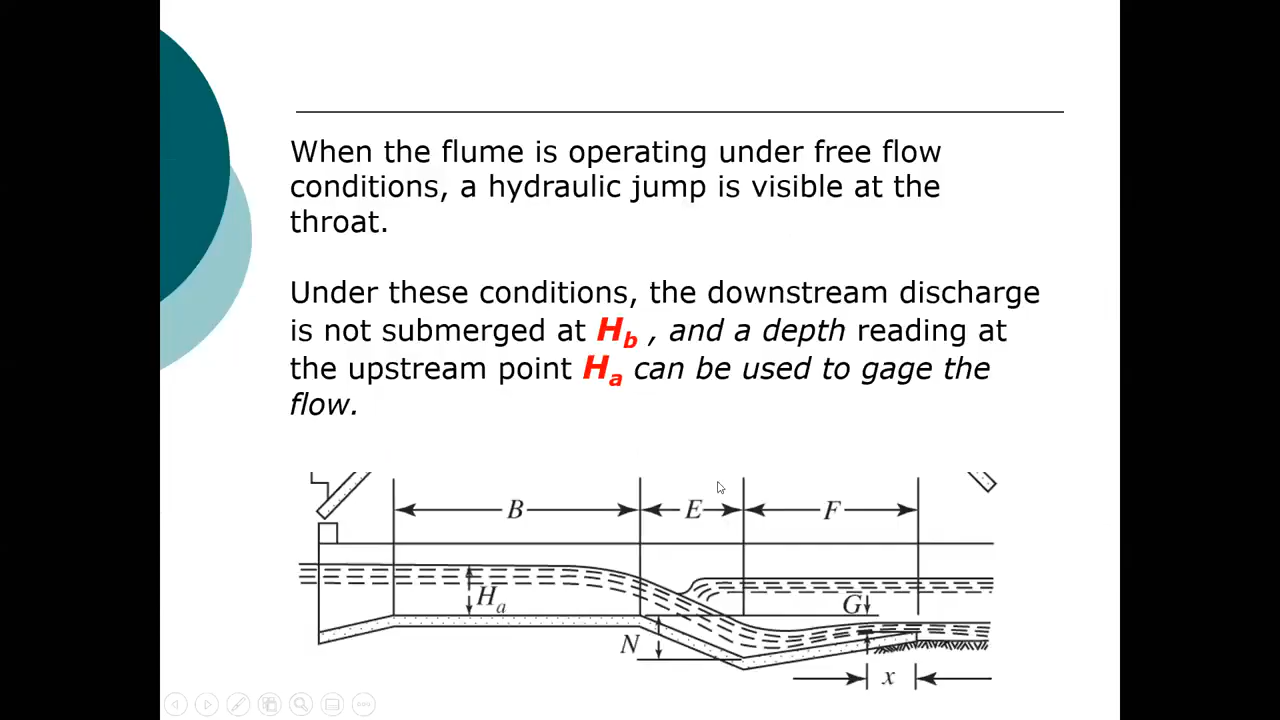 When the flume is operating under free flow
conditions, a hydraulic jump is visible at the
throat.
Under these conditions, the downstream discharge
is not submerged at Hb , and a depth reading at
the upstream point Ha can be used to gage the
flow.
B E F
Ha
G
N
x